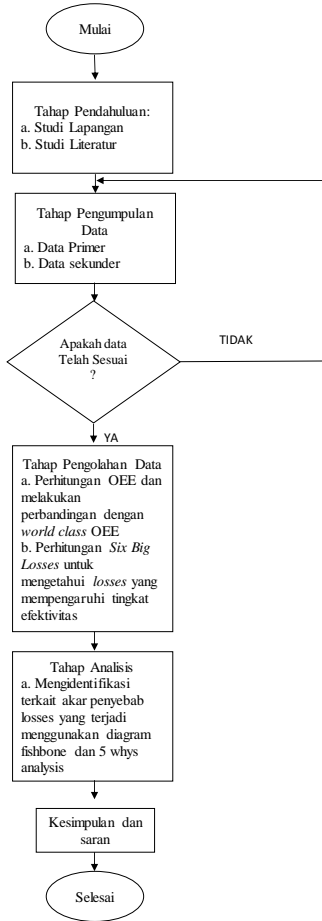 Mulai
Tahap Pendahuluan:
a. Studi Lapangan
b. Studi Literatur
Tahap Pengumpulan
Data
a. Data Primer
b. Data sekunder
Apakah data
Telah Sesuai
?
TIDAK
YA
Tahap Pengolahan Data
a. Perhitungan OEE dan
melakukan
perbandingan dengan
world class OEE
b. Perhitungan Six Big
Losses untuk
mengetahui losses yang
mempengaruhi tingkat
efektivitas
Tahap Analisis
a. Mengidentifikasi
terkait akar penyebab
losses yang terjadi
menggunakan diagram
fishbone dan 5 whys
analysis
Kesimpulan dan
saran
Selesai